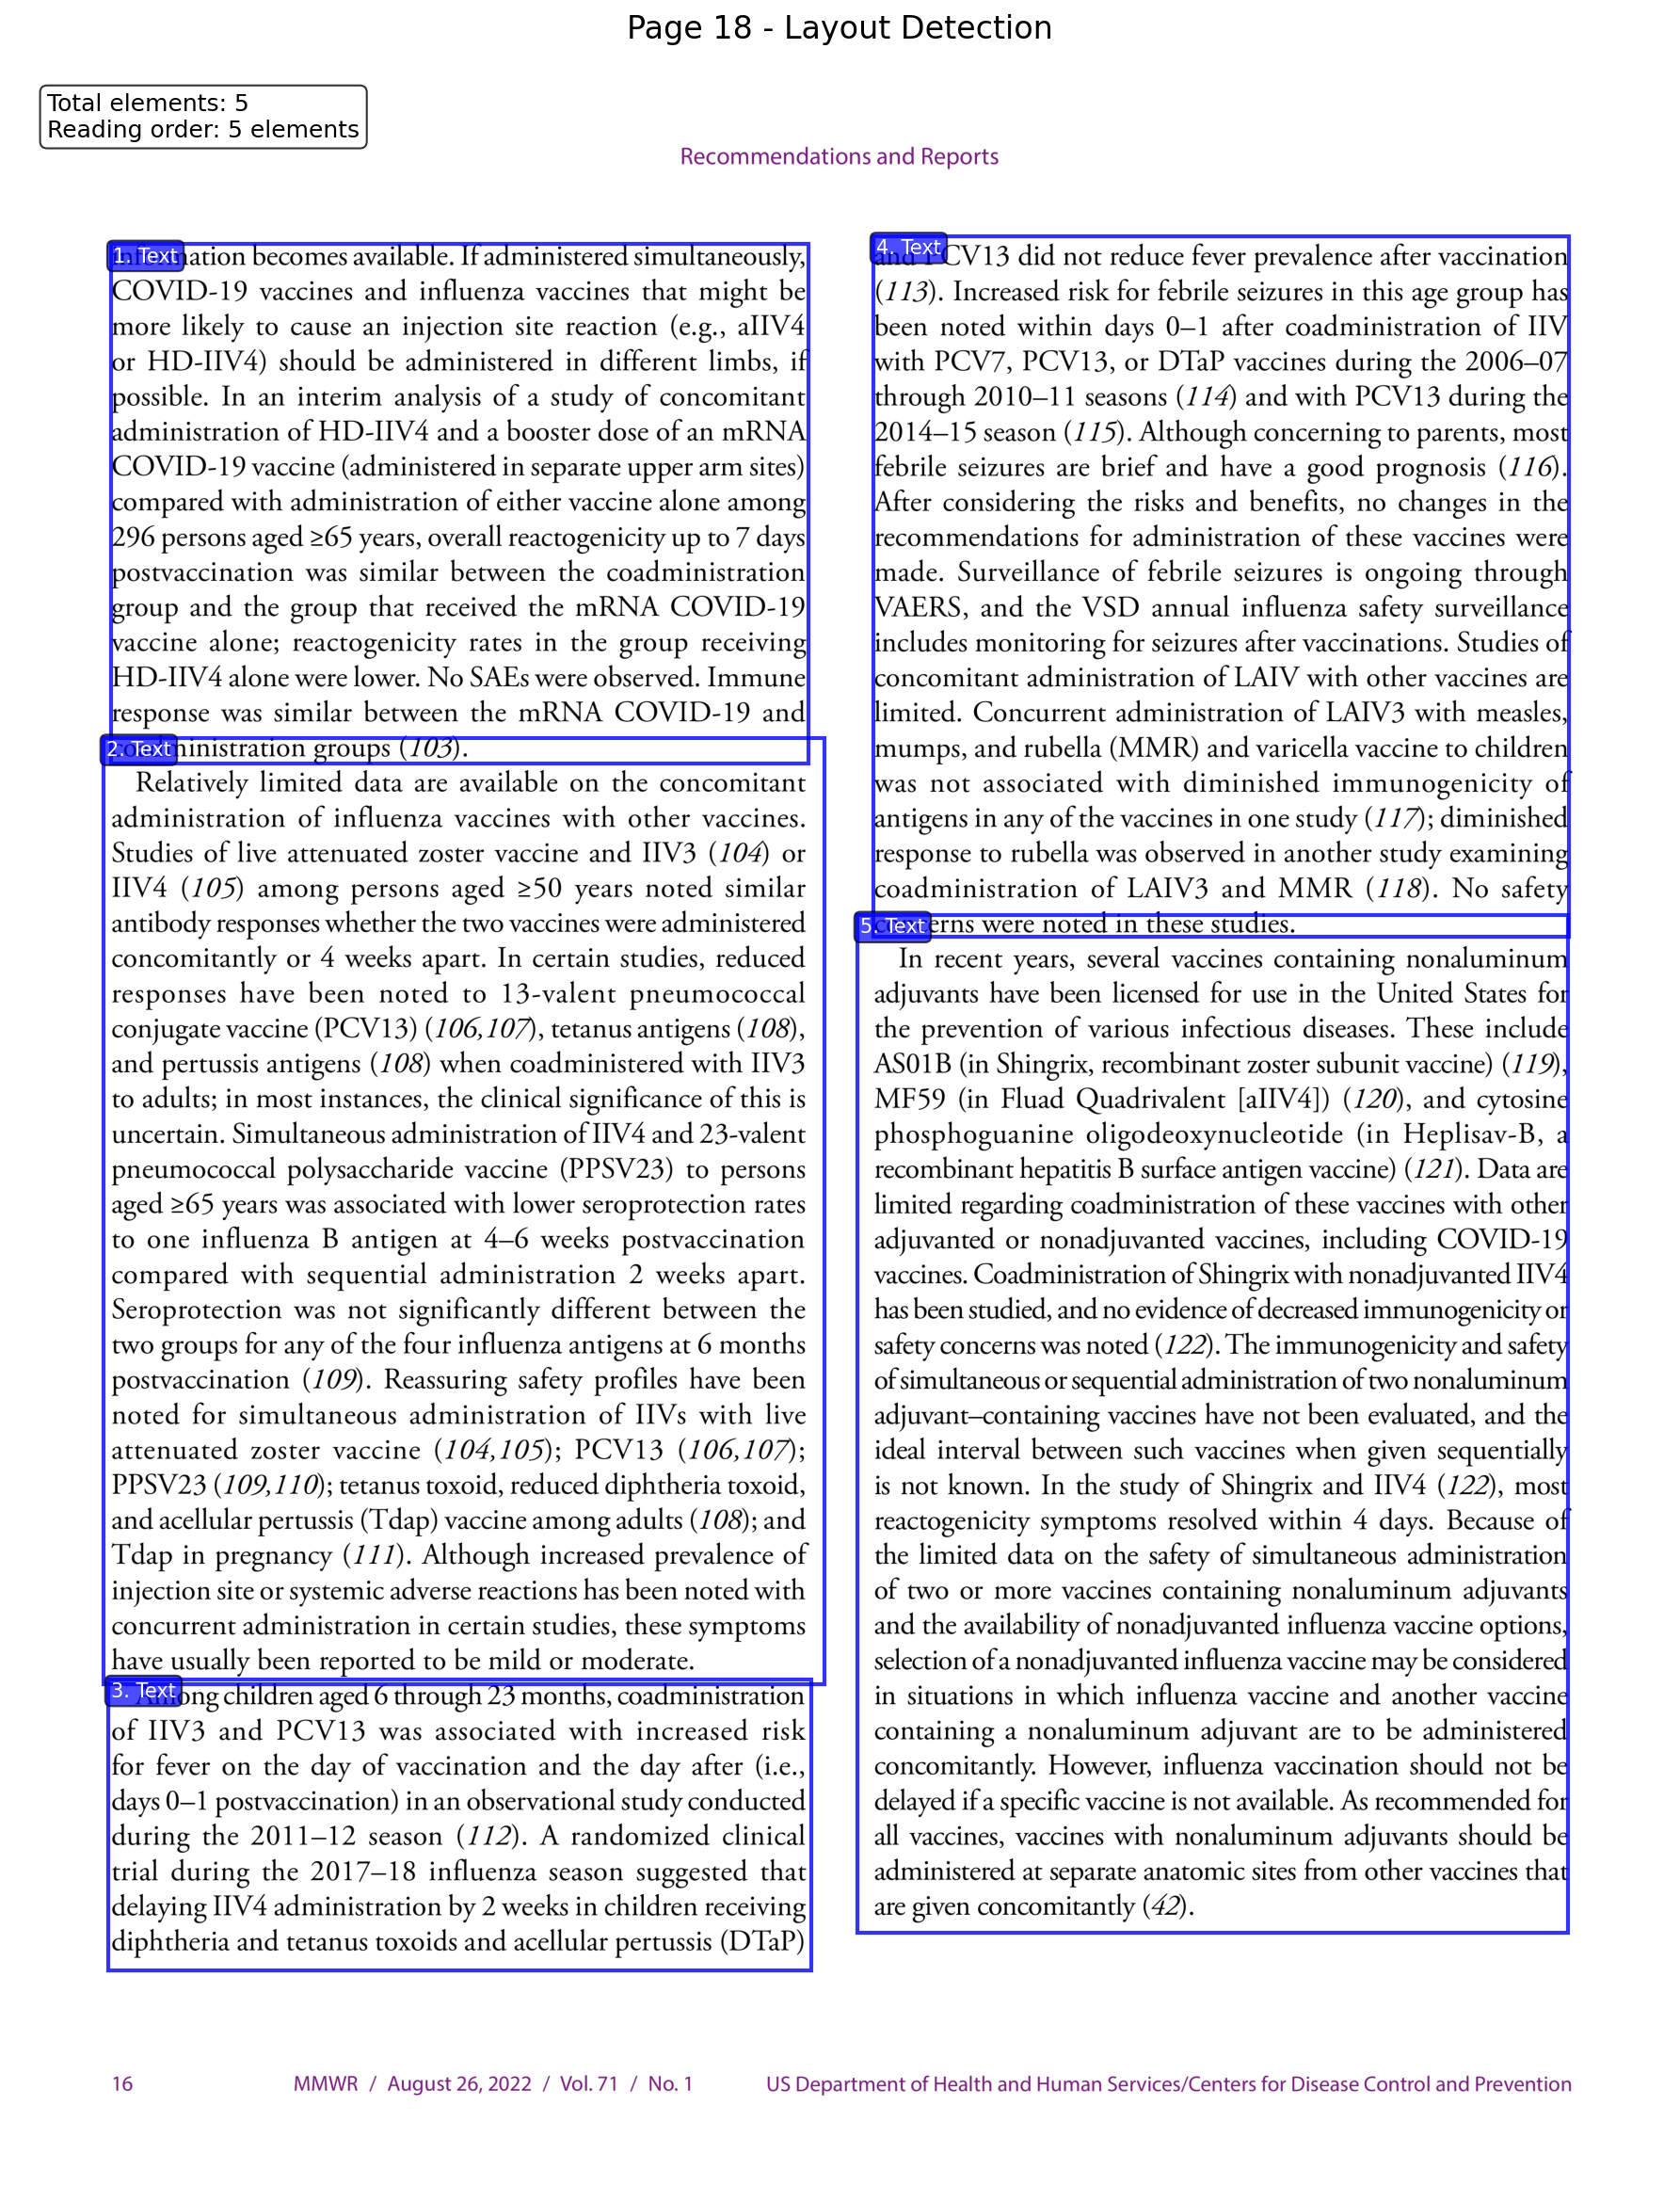 Page 18 - Layout Detection
Total elements: 5
Reading order: 5 elements
Recommendations and Reports
1. Text
information becomes available. If administered simultaneously,
COVID-19 vaccines and influenza vaccines that might be
more likely to cause an injection site reaction (e.g., aIIV4
or HD-IIV4) should be administered in different limbs, if
possible. In an interim analysis of a study of concomitant
administration of HD-IIV4 and a booster dose of an mRNA
COVID-19 vaccine (administered in separate upper arm sites)
compared with administration of either vaccine alone among
296 persons aged ≥65 years, overall reactogenicity up to 7 days
postvaccination was similar between the coadministration
group and the group that received the mRNA COVID-19
vaccine alone; reactogenicity rates in the group receiving
HD-IIV4 alone were lower. No SAEs were observed. Immune
response was similar between the mRNA COVID-19 and
2. Text
coadministration groups (103).
Relatively limited data are available on the concomitant
administration of influenza vaccines with other vaccines.
Studies of live attenuated zoster vaccine and IIV3 (104) or
IIV4 (105) among persons aged ≥50 years noted similar
antibody responses whether the two vaccines were administered
concomitantly or 4 weeks apart. In certain studies, reduced
responses have been noted to 13-valent pneumococcal
conjugate vaccine (PCV13) (106,107), tetanus antigens (108),
and pertussis antigens (108) when coadministered with IIV3
to adults; in most instances, the clinical significance of this is
uncertain. Simultaneous administration of IIV4 and 23-valent
pneumococcal polysaccharide vaccine (PPSV23) to persons
aged ≥65 years was associated with lower seroprotection rates
to one influenza B antigen at 4–6 weeks postvaccination
compared with sequential administration 2 weeks apart.
Seroprotection was not significantly different between the
two groups for any of the four influenza antigens at 6 months
postvaccination (109). Reassuring safety profiles have been
noted for simultaneous administration of IIVs with live
attenuated zoster vaccine (104,105); PCV13 (106,107);
PPSV23 (109,110); tetanus toxoid, reduced diphtheria toxoid,
and acellular pertussis (Tdap) vaccine among adults (108); and
Tdap in pregnancy (111). Although increased prevalence of
injection site or systemic adverse reactions has been noted with
concurrent administration in certain studies, these symptoms
have usually been reported to be mild or moderate.
3. Text
Among children aged 6 through 23 months, coadministration
of IIV3 and PCV13 was associated with increased risk
for fever on the day of vaccination and the day after (i.e.,
days 0–1 postvaccination) in an observational study conducted
during the 2011–12 season (112). A randomized clinical
trial during the 2017–18 influenza season suggested that
delaying IIV4 administration by 2 weeks in children receiving
diphtheria and tetanus toxoids and acellular pertussis (DTaP)
4. Text
and PCV13 did not reduce fever prevalence after vaccination
(113). Increased risk for febrile seizures in this age group has
been noted within days 0–1 after coadministration of IIV
with PCV7, PCV13, or DTaP vaccines during the 2006–07
through 2010–11 seasons (114) and with PCV13 during the
2014–15 season (115). Although concerning to parents, most
febrile seizures are brief and have a good prognosis (116).
After considering the risks and benefits, no changes in the
recommendations for administration of these vaccines were
made. Surveillance of febrile seizures is ongoing through
VAERS, and the VSD annual influenza safety surveillance
includes monitoring for seizures after vaccinations. Studies of
concomitant administration of LAIV with other vaccines are
limited. Concurrent administration of LAIV3 with measles,
mumps, and rubella (MMR) and varicella vaccine to children
was not associated with diminished immunogenicity of
antigens in any of the vaccines in one study (117); diminished
response to rubella was observed in another study examining
coadministration of LAIV3 and MMR (118). No safety
5. Text
concerns were noted in these studies.
In recent years, several vaccines containing nonaluminum
adjuvants have been licensed for use in the United States for
the prevention of various infectious diseases. These include
AS01B (in Shingrix, recombinant zoster subunit vaccine) (119),
MF59 (in Fluad Quadrivalent [aIIV4]) (120), and cytosine
phosphoguanine oligodeoxynucleotide (in Heplisav-B, a
recombinant hepatitis B surface antigen vaccine) (121). Data are
limited regarding coadministration of these vaccines with other
adjuvanted or nonadjuvanted vaccines, including COVID-19
vaccines. Coadministration of Shingrix with nonadjuvanted IIV4
has been studied, and no evidence of decreased immunogenicity or
safety concerns was noted (122). The immunogenicity and safety
of simultaneous or sequential administration of two nonaluminum
adjuvant–containing vaccines have not been evaluated, and the
ideal interval between such vaccines when given sequentially
is not known. In the study of Shingrix and IIV4 (122), most
reactogenicity symptoms resolved within 4 days. Because of
the limited data on the safety of simultaneous administration
of two or more vaccines containing nonaluminum adjuvants
and the availability of nonadjuvanted influenza vaccine options,
selection of a nonadjuvanted influenza vaccine may be considered
in situations in which influenza vaccine and another vaccine
containing a nonaluminum adjuvant are to be administered
concomitantly. However, influenza vaccination should not be
delayed if a specific vaccine is not available. As recommended for
all vaccines, vaccines with nonaluminum adjuvants should be
administered at separate anatomic sites from other vaccines that
are given concomitantly (42).
16 MMWR / August 26, 2022 / Vol. 71 / No. 1 US Department of Health and Human Services/Centers for Disease Control and Prevention